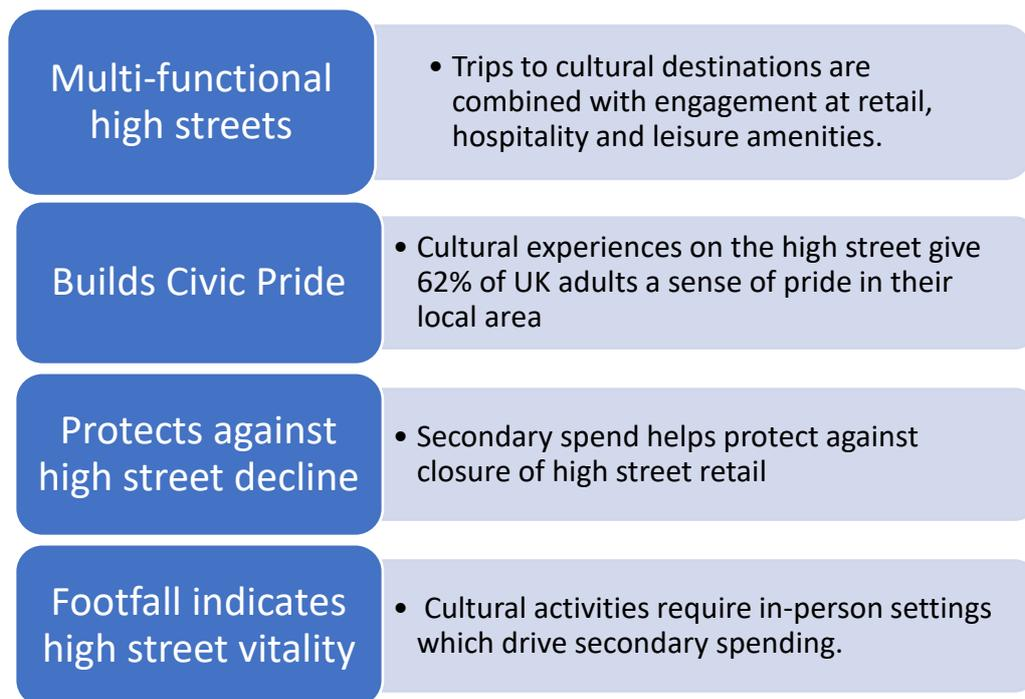 Multi-functional
high streets
• Trips to cultural destinations are
combined with engagement at retail,
hospitality and leisure amenities.
Builds Civic Pride
• Cultural experiences on the high street give
62% of UK adults a sense of pride in their
local area
Protects against
high street decline
• Secondary spend helps protect against
closure of high street retail
Footfall indicates
high street vitality
• Cultural activities require in-person settings
which drive secondary spending.